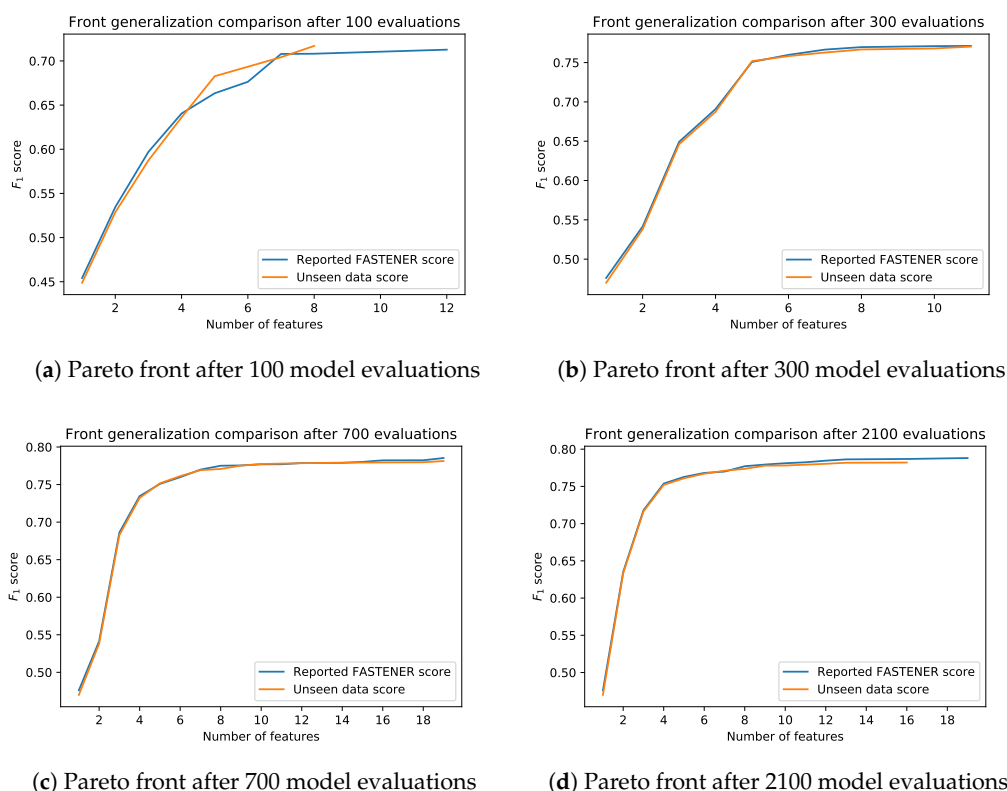 Front generalization comparison after 100 evaluations
0.70
0.65
0.60
0.55
0.50
0.45
F1 score
Reported FASTENER score
Unseen data score
2 4 6 8 10 12
Number of features
(a) Pareto front after 100 model evaluations
Front generalization comparison after 300 evaluations
0.75
0.70
0.65
0.60
0.55
0.50
F1 score
Reported FASTENER score
Unseen data score
2 4 6 8 10
Number of features
(b) Pareto front after 300 model evaluations
Front generalization comparison after 700 evaluations
0.80
0.75
0.70
0.65
0.60
0.55
0.50
F1 score
Reported FASTENER score
Unseen data score
2 4 6 8 10 12 14 16 18
Number of features
(c) Pareto front after 700 model evaluations
Front generalization comparison after 2100 evaluations
0.80
0.75
0.70
0.65
0.60
0.55
0.50
F1 score
Reported FASTENER score
Unseen data score
2 4 6 8 10 12 14 16 18
Number of features
(d) Pareto front after 2100 model evaluations